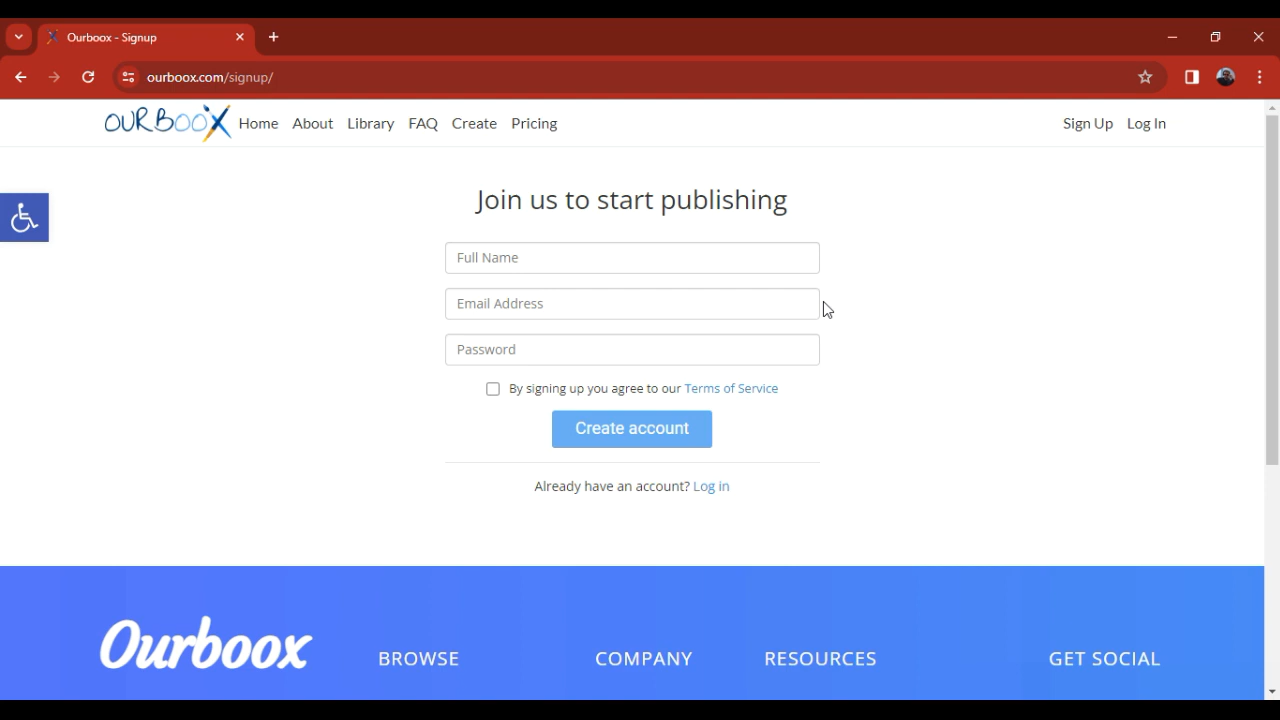 Ourboox - Signup
ourboox.com/signup/
OURBOOX Home About Library FAQ Create Pricing Sign Up Log In
Join us to start publishing
Full Name
Email Address
Password
By signing up you agree to our Terms of Service
Create account
Already have an account? Log in
Ourboox BROWSE COMPANY RESOURCES GET SOCIAL